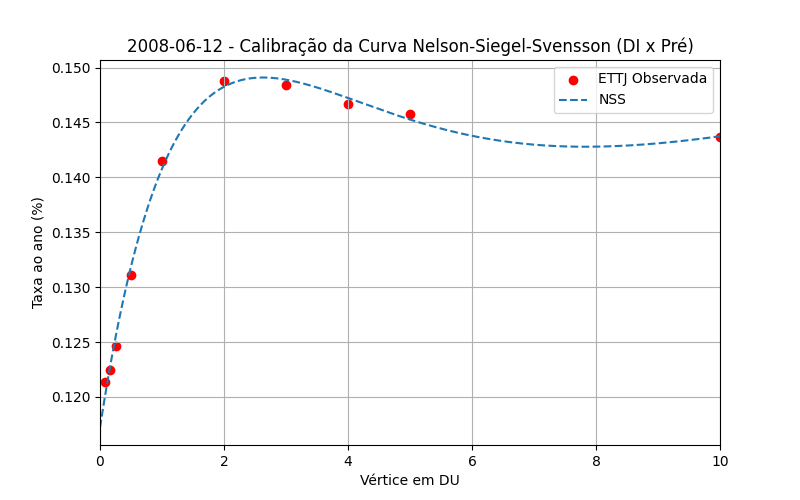 2008-06-12 - Calibração da Curva Nelson-Siegel-Svensson (DI x Pré)
ETTJ Observada
NSS
Taxa ao ano (%)
0.150
0.145
0.140
0.135
0.130
0.125
0.120
0 2 4 6 8 10
Vértice em DU